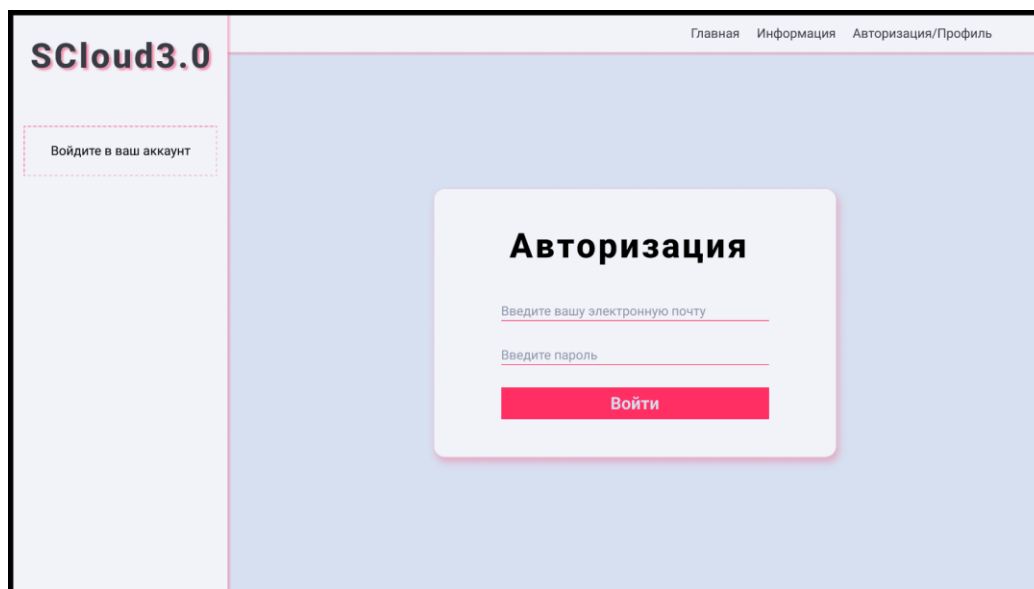 SCloud3.0
Главная Информация Авторизация/Профиль
Войдите в ваш аккаунт
Авторизация
Введите вашу электронную почту
Введите пароль
Войти